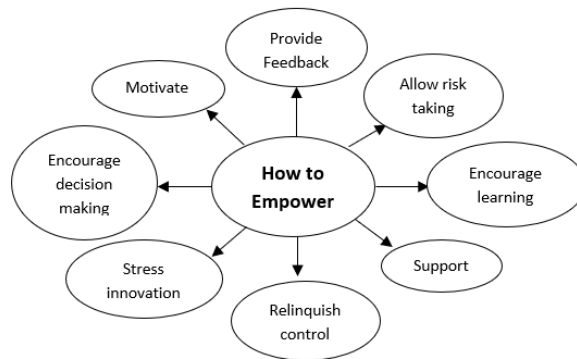 Provide
Feedback
Motivate
Allow risk
taking
Encourage
decision
making
How to
Empower
Encourage
learning
Stress
innovation
Support
Relinquish
control